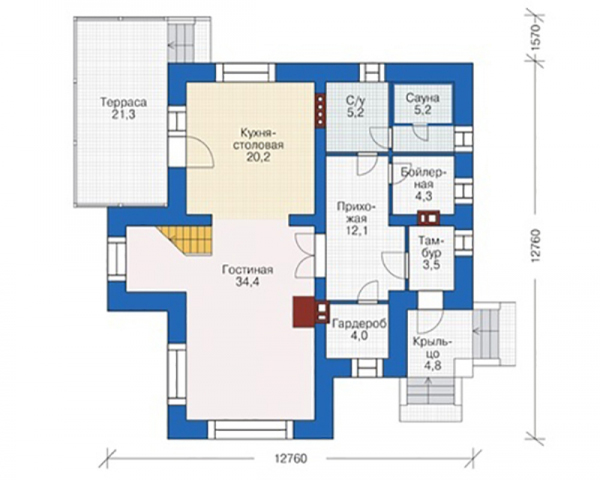 1570
Терраса
21,3
С/у
5,2
Сауна
5,2
Кухня-
столовая
20,2
Бойлер-
ная
4,3
Прихо-
жая
12,1
Там-
бур
3,5
Гостиная
34,4
12760
Гардероб
4,0
Крыль-
цо
4,8
12760